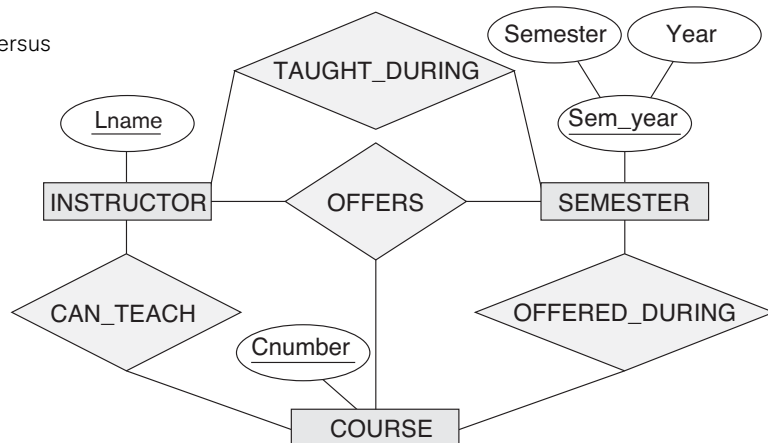 ersus
Semester
Year
TAUGHT_DURING
Lname
Sem_year
INSTRUCTOR
OFFERS
SEMESTER
CAN_TEACH
OFFERED_DURING
Cnumber
COURSE